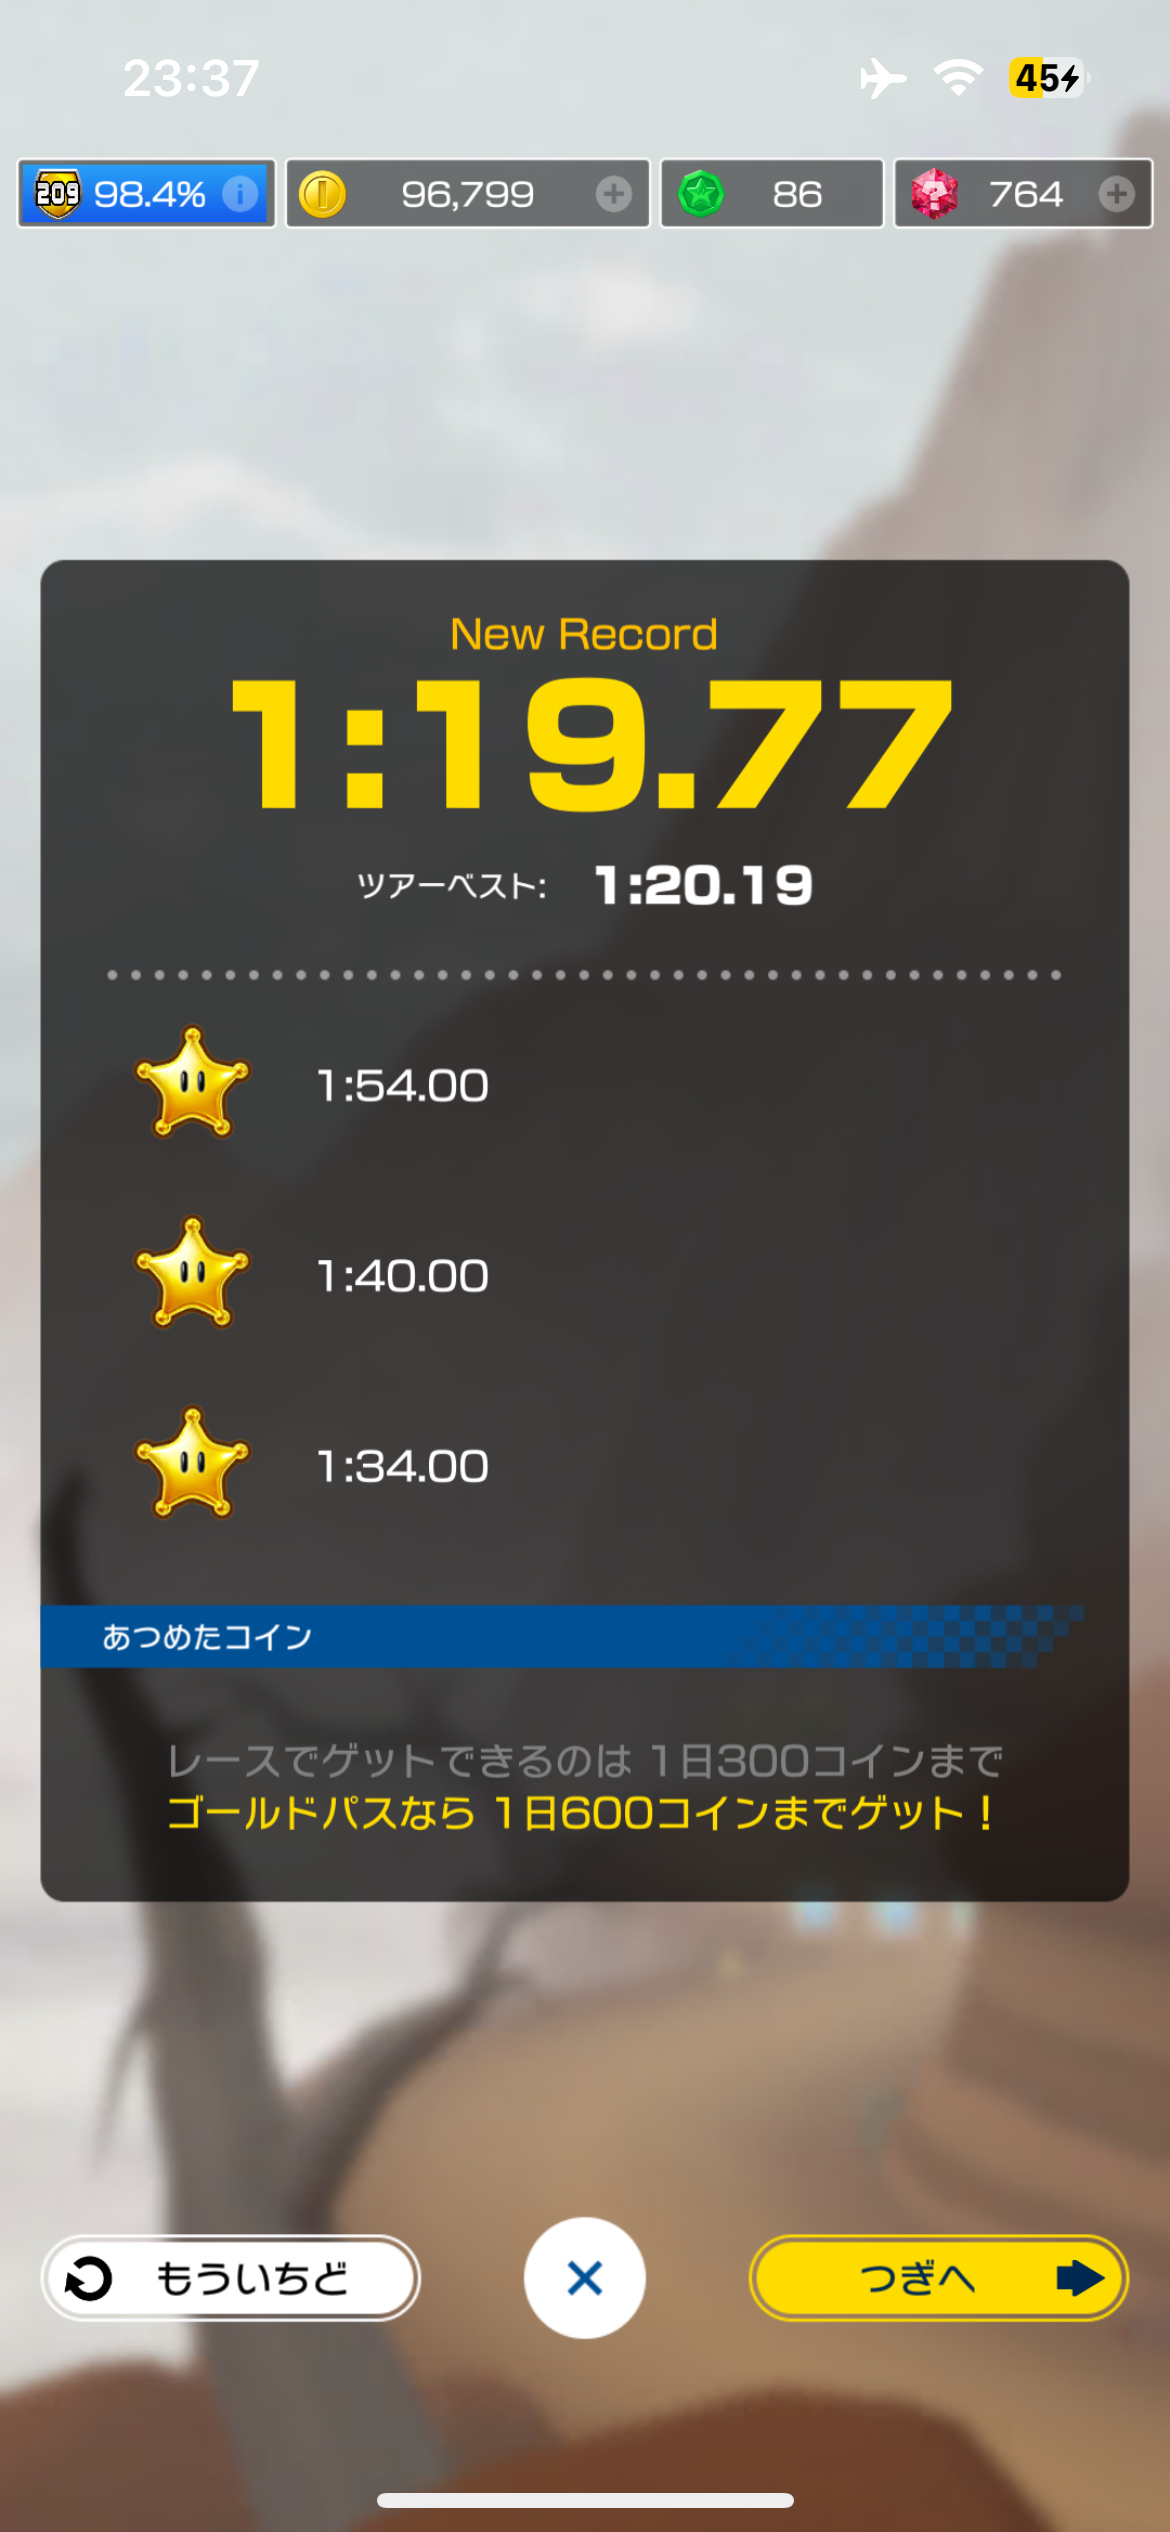 23:37
45
209 98.4% i
96,799 +
86
764 +
New Record
1:19.77
ツアーベスト: 1:20.19
1:54.00
1:40.00
1:34.00
あつめたコイン
レースでゲットできるのは 1日300コインまで
ゴールドパスなら 1日600コインまでゲット!
もういちど
×
つぎへ